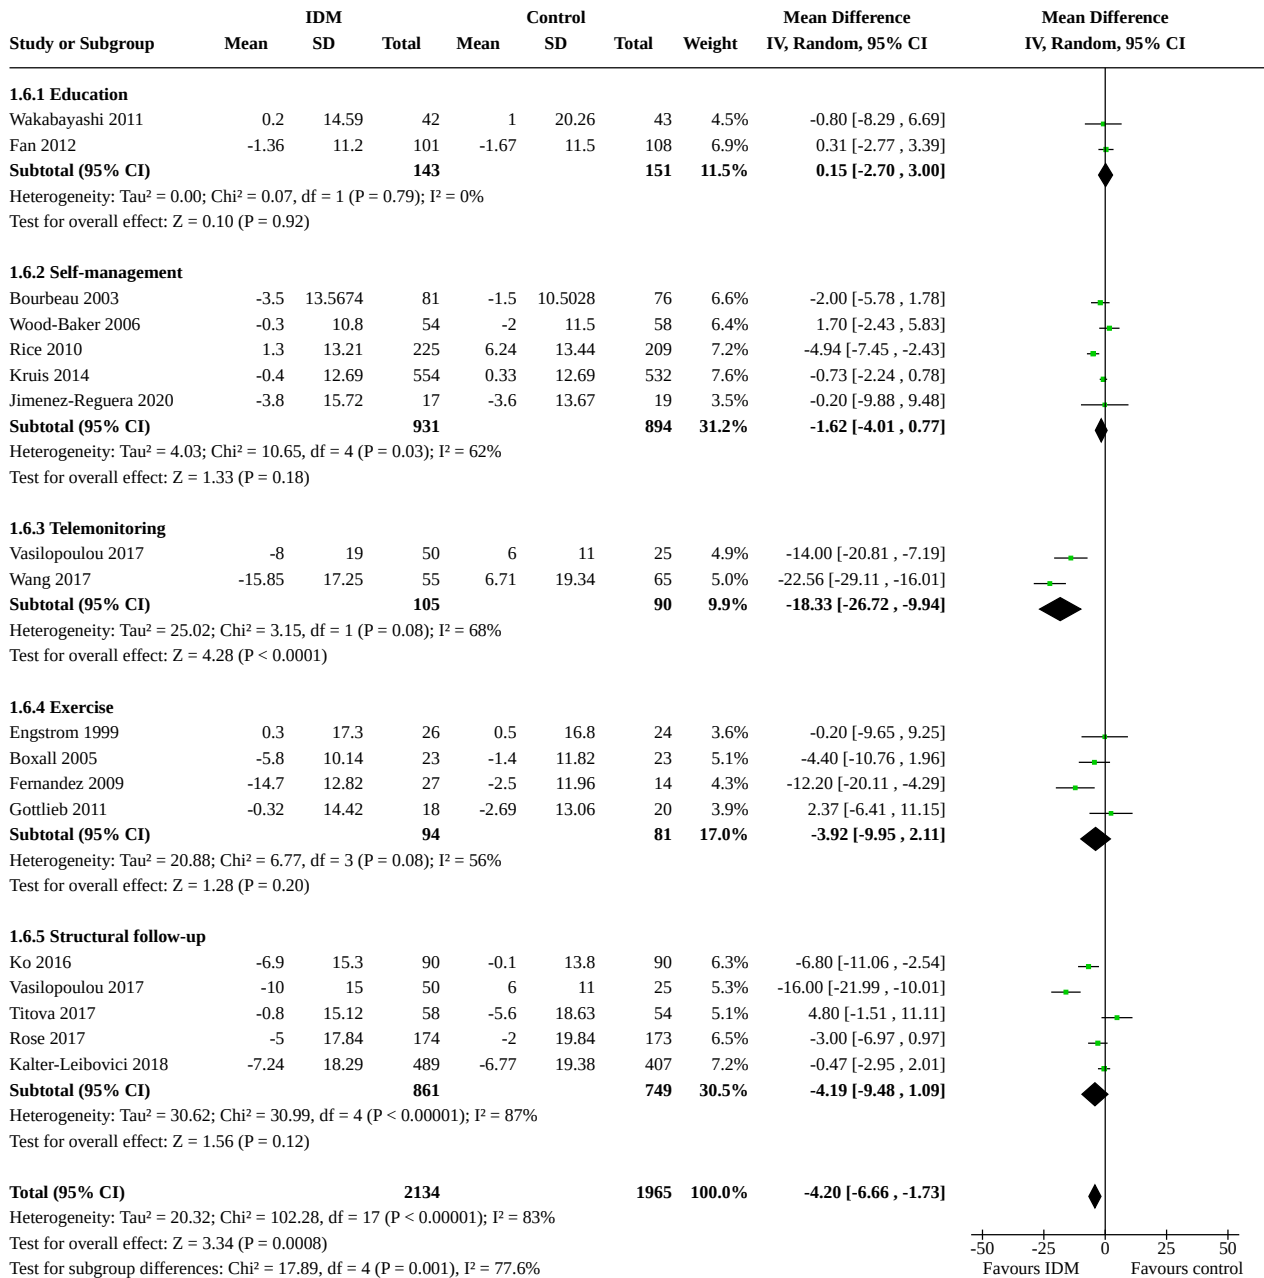 IDM Control Mean Difference Mean Difference
Study or Subgroup Mean SD Total Mean SD Total Weight IV, Random, 95% CI IV, Random, 95% CI
1.6.1 Education
Wakabayashi 2011 0.2 14.59 42 1 20.26 43 4.5% -0.80 [-8.29 , 6.69]
Fan 2012 -1.36 11.2 101 -1.67 11.5 108 6.9% 0.31 [-2.77 , 3.39]
Subtotal (95% CI) 143 151 11.5% 0.15 [-2.70 , 3.00]
Heterogeneity: Tau² = 0.00; Chi² = 0.07, df = 1 (P = 0.79); I² = 0%
Test for overall effect: Z = 0.10 (P = 0.92)
1.6.2 Self-management
Bourbeau 2003 -3.5 13.5674 81 -1.5 10.5028 76 6.6% -2.00 [-5.78 , 1.78]
Wood-Baker 2006 -0.3 10.8 54 -2 11.5 58 6.4% 1.70 [-2.43 , 5.83]
Rice 2010 1.3 13.21 225 6.24 13.44 209 7.2% -4.94 [-7.45 , -2.43]
Kruis 2014 -0.4 12.69 554 0.33 12.69 532 7.6% -0.73 [-2.24 , 0.78]
Jimenez-Reguera 2020 -3.8 15.72 17 -3.6 13.67 19 3.5% -0.20 [-9.88 , 9.48]
Subtotal (95% CI) 931 894 31.2% -1.62 [-4.01 , 0.77]
Heterogeneity: Tau² = 4.03; Chi² = 10.65, df = 4 (P = 0.03); I² = 62%
Test for overall effect: Z = 1.33 (P = 0.18)
1.6.3 Telemonitoring
Vasilopoulou 2017 -8 19 50 6 11 25 4.9% -14.00 [-20.81 , -7.19]
Wang 2017 -15.85 17.25 55 6.71 19.34 65 5.0% -22.56 [-29.11 , -16.01]
Subtotal (95% CI) 105 90 9.9% -18.33 [-26.72 , -9.94]
Heterogeneity: Tau² = 25.02; Chi² = 3.15, df = 1 (P = 0.08); I² = 68%
Test for overall effect: Z = 4.28 (P < 0.0001)
1.6.4 Exercise
Engstrom 1999 0.3 17.3 26 0.5 16.8 24 3.6% -0.20 [-9.65 , 9.25]
Boxall 2005 -5.8 10.14 23 -1.4 11.82 23 5.1% -4.40 [-10.76 , 1.96]
Fernandez 2009 -14.7 12.82 27 -2.5 11.96 14 4.3% -12.20 [-20.11 , -4.29]
Gottlieb 2011 -0.32 14.42 18 -2.69 13.06 20 3.9% 2.37 [-6.41 , 11.15]
Subtotal (95% CI) 94 81 17.0% -3.92 [-9.95 , 2.11]
Heterogeneity: Tau² = 20.88; Chi² = 6.77, df = 3 (P = 0.08); I² = 56%
Test for overall effect: Z = 1.28 (P = 0.20)
1.6.5 Structural follow-up
Ko 2016 -6.9 15.3 90 -0.1 13.8 90 6.3% -6.80 [-11.06 , -2.54]
Vasilopoulou 2017 -10 15 50 6 11 25 5.3% -16.00 [-21.99 , -10.01]
Titova 2017 -0.8 15.12 58 -5.6 18.63 54 5.1% 4.80 [-1.51 , 11.11]
Rose 2017 -5 17.84 174 -2 19.84 173 6.5% -3.00 [-6.97 , 0.97]
Kalter-Leibovici 2018 -7.24 18.29 489 -6.77 19.38 407 7.2% -0.47 [-2.95 , 2.01]
Subtotal (95% CI) 861 749 30.5% -4.19 [-9.48 , 1.09]
Heterogeneity: Tau² = 30.62; Chi² = 30.99, df = 4 (P < 0.00001); I² = 87%
Test for overall effect: Z = 1.56 (P = 0.12)
Total (95% CI) 2134 1965 100.0% -4.20 [-6.66 , -1.73]
Heterogeneity: Tau² = 20.32; Chi² = 102.28, df = 17 (P < 0.00001); I² = 83%
Test for overall effect: Z = 3.34 (P = 0.0008)
-50 -25 0 25 50
Test for subgroup differences: Chi² = 17.89, df = 4 (P = 0.001), I² = 77.6%
Favours IDM Favours control